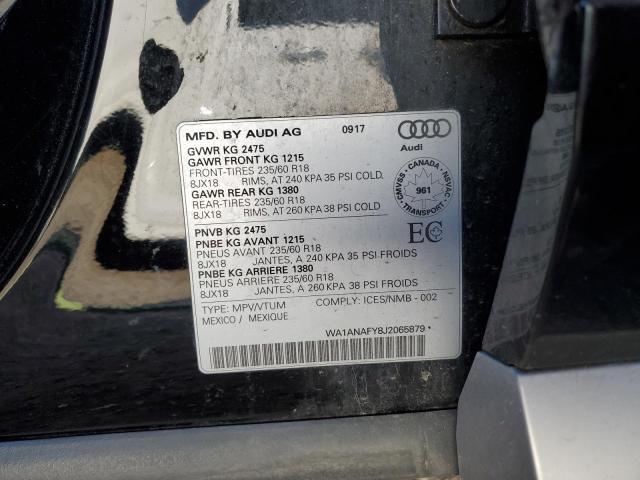 MFD. BY AUDI AG 0917
Audi
GVWR KG 2475
GAWR FRONT KG 1215
FRONT-TIRES 235/60 R18
8JX18 RIMS, AT 240 KPA 35 PSI COLD.
GAWR REAR KG 1380
REAR-TIRES 235/60 R18
8JX18 RIMS, AT 260 KPA 38 PSI COLD.
CMVSS - CANADA - NSVAC
961
TRANSPORT
PNVB KG 2475
PNBE KG AVANT 1215
PNEUS AVANT 235/60 R18
8JX18 JANTES, A 240 KPA 35 PSI FROIDS
PNBE KG ARRIERE 1380
PNEUS ARRIERE 235/60 R18
8JX18 JANTES, A 260 KPA 38 PSI FROIDS
EC
TYPE: MPV/VTUM COMPLY: ICES/NMB - 002
MEXICO / MEXIQUE
WA1ANAFY8J2065879